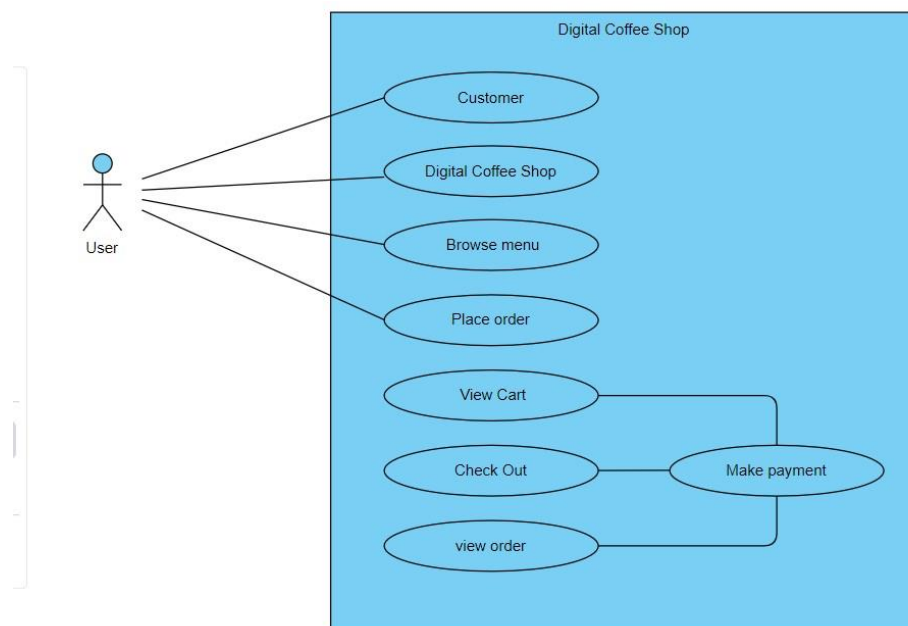 Digital Coffee Shop
Customer
Digital Coffee Shop
User
Browse menu
Place order
View Cart
Check Out
Make payment
view order